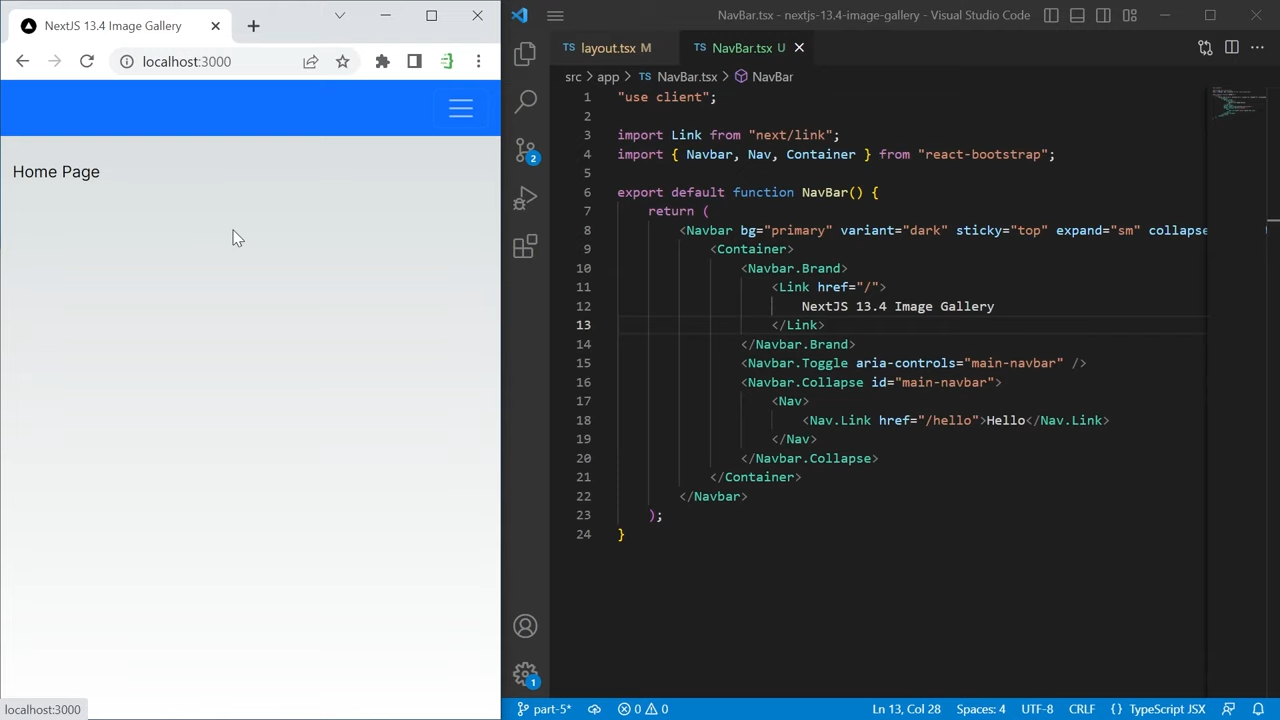 NextJS 13.4 Image Gallery
localhost:3000
Home Page
localhost:3000
NavBar.tsx - nextjs-13.4-image-gallery - Visual Studio Code
layout.tsx M
NavBar.tsx U
src > app > NavBar.tsx > NavBar
1 "use client";
2
3 import Link from "next/link";
4 import { Navbar, Nav, Container } from "react-bootstrap";
5
6 export default function NavBar() {
7 return (
8 <Navbar bg="primary" variant="dark" sticky="top" expand="sm" collapse
9 <Container>
10 <Navbar.Brand>
11 <Link href="/">
12 NextJS 13.4 Image Gallery
13 </Link>
14 </Navbar.Brand>
15 <Navbar.Toggle aria-controls="main-navbar" />
16 <Navbar.Collapse id="main-navbar">
17 <Nav>
18 <Nav.Link href="/hello">Hello</Nav.Link>
19 </Nav>
20 </Navbar.Collapse>
21 </Container>
22 </Navbar>
23 );
24 }
2
1
part-5* 0 0 Ln 13, Col 28 Spaces: 4 UTF-8 CRLF {} TypeScript JSX